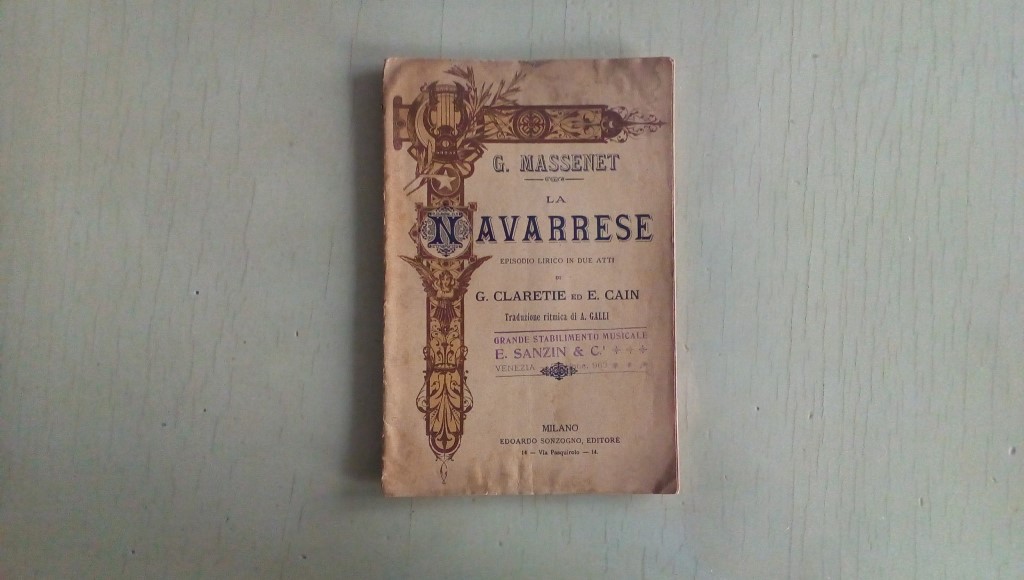 G. MASSENET
LA
NAVARRESE
EPISODIO LIRICO IN DUE ATTI
DI
G. CLARETIE ED E. CAIN
Traduzione ritmica di A. GALLI
GRANDE STABILIMENTO MUSICALE
E. SANZIN & C.i
VENEZIA
MILANO
EDOARDO SONZOGNO, EDITORE
14 — Via Pasquirolo — 14.